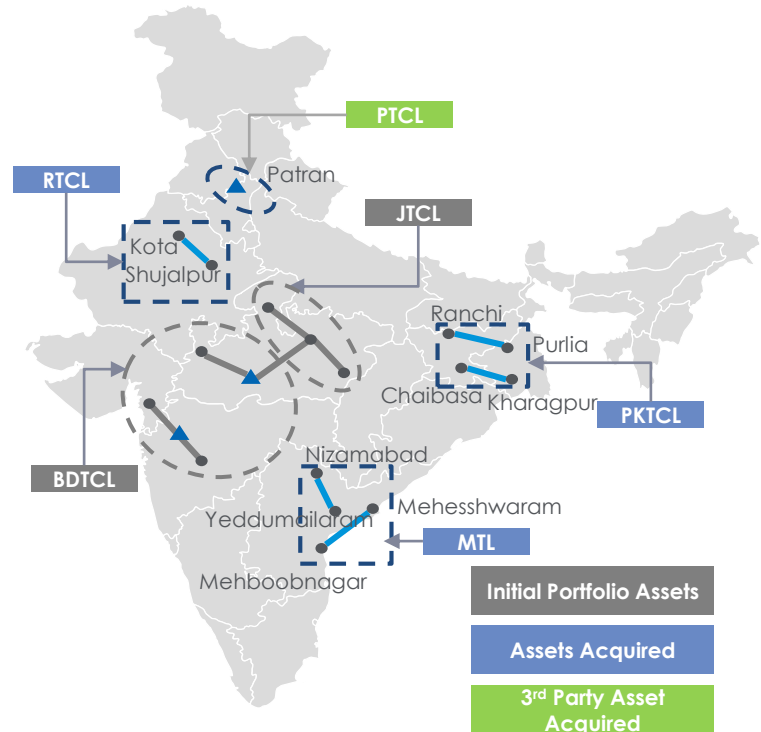 PTCL
Patran
RTCL
JTCL
Kota
Shujalpur
Ranchi
Purlia
Chaibasa
Kharagpur
PKTCL
BDTCL
Nizamabad
Yeddumailaram
Mehesshwaram
MTL
Mehboobnagar
Initial Portfolio Assets
Assets Acquired
3rd Party Asset
Acquired